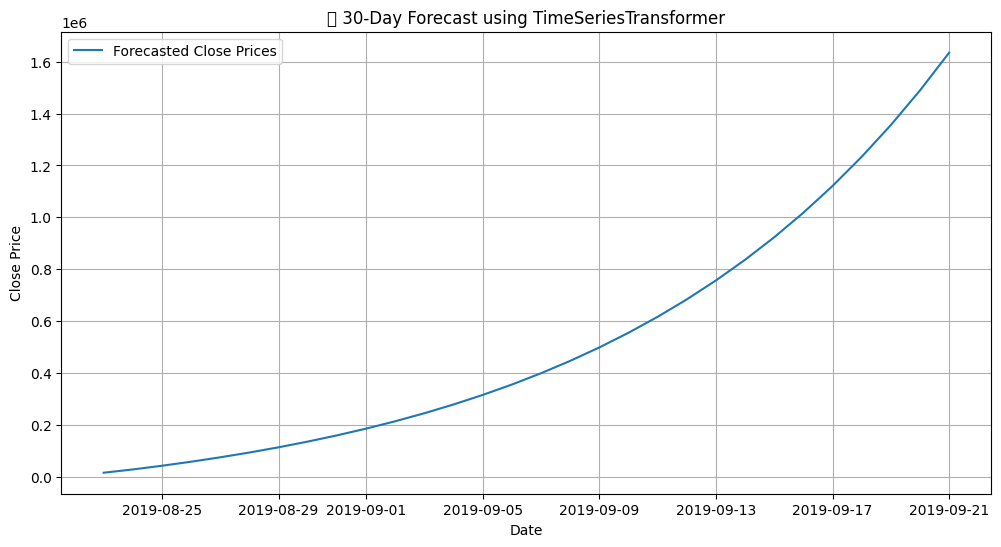 30-Day Forecast using TimeSeriesTransformer
1e6
Forecasted Close Prices
1.6
1.4
1.2
1.0
0.8
0.6
0.4
0.2
0.0
Close Price
2019-08-25 2019-08-29 2019-09-01 2019-09-05 2019-09-09 2019-09-13 2019-09-17 2019-09-21
Date